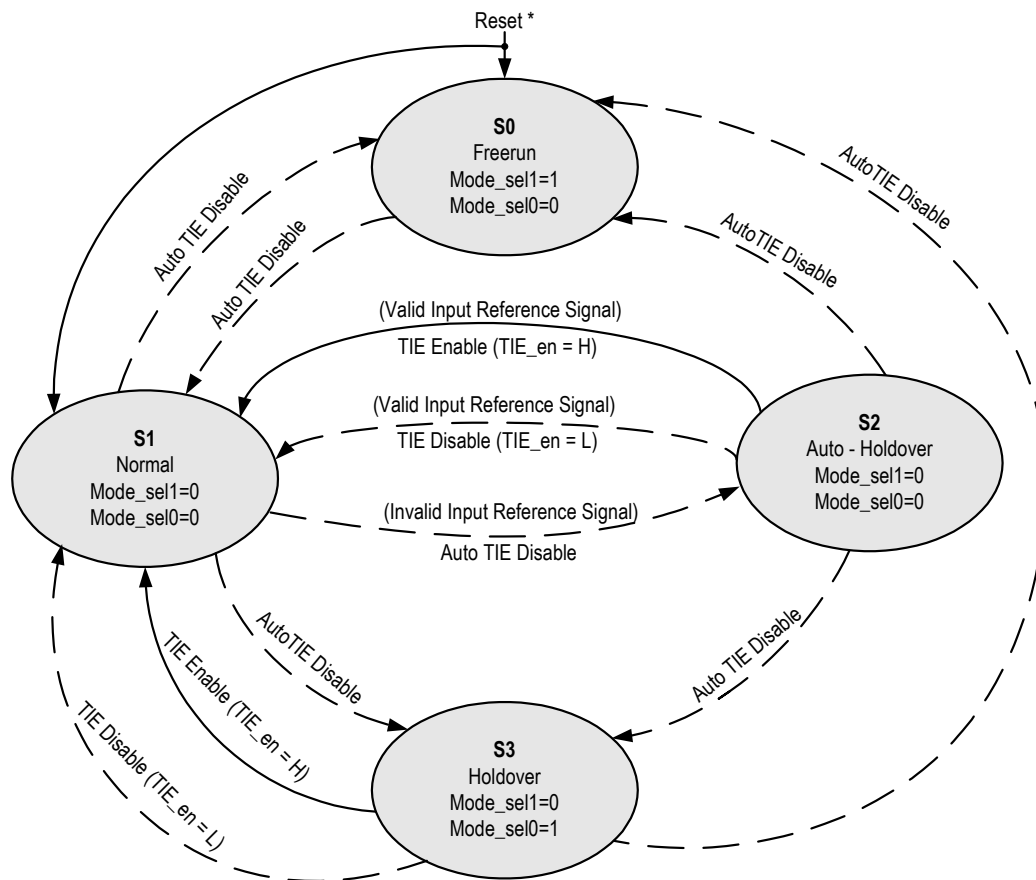 Reset *
S0
Freerun
Mode_sel1=1
Mode_sel0=0
Auto TIE Disable
Auto TIE Disable
AutoTIE Disable
AutoTIE Disable
(Valid Input Reference Signal)
TIE Enable (TIE_en = H)
(Valid Input Reference Signal)
TIE Disable (TIE_en = L)
(Invalid Input Reference Signal)
Auto TIE Disable
S1
Normal
Mode_sel1=0
Mode_sel0=0
S2
Auto - Holdover
Mode_sel1=0
Mode_sel0=0
AutoTIE Disable
Auto TIE Disable
TIE Enable (TIE_en = H)
TIE Disable (TIE_en = L)
S3
Holdover
Mode_sel1=0
Mode_sel0=1